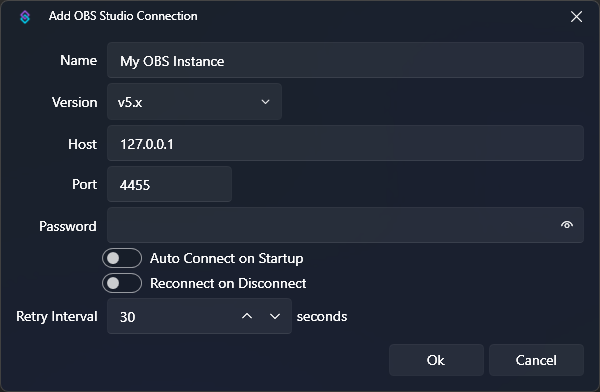 Add OBS Studio Connection
Name My OBS Instance
Version v5.x
Host 127.0.0.1
Port 4455
Password
Auto Connect on Startup
Reconnect on Disconnect
Retry Interval 30 seconds
Ok Cancel